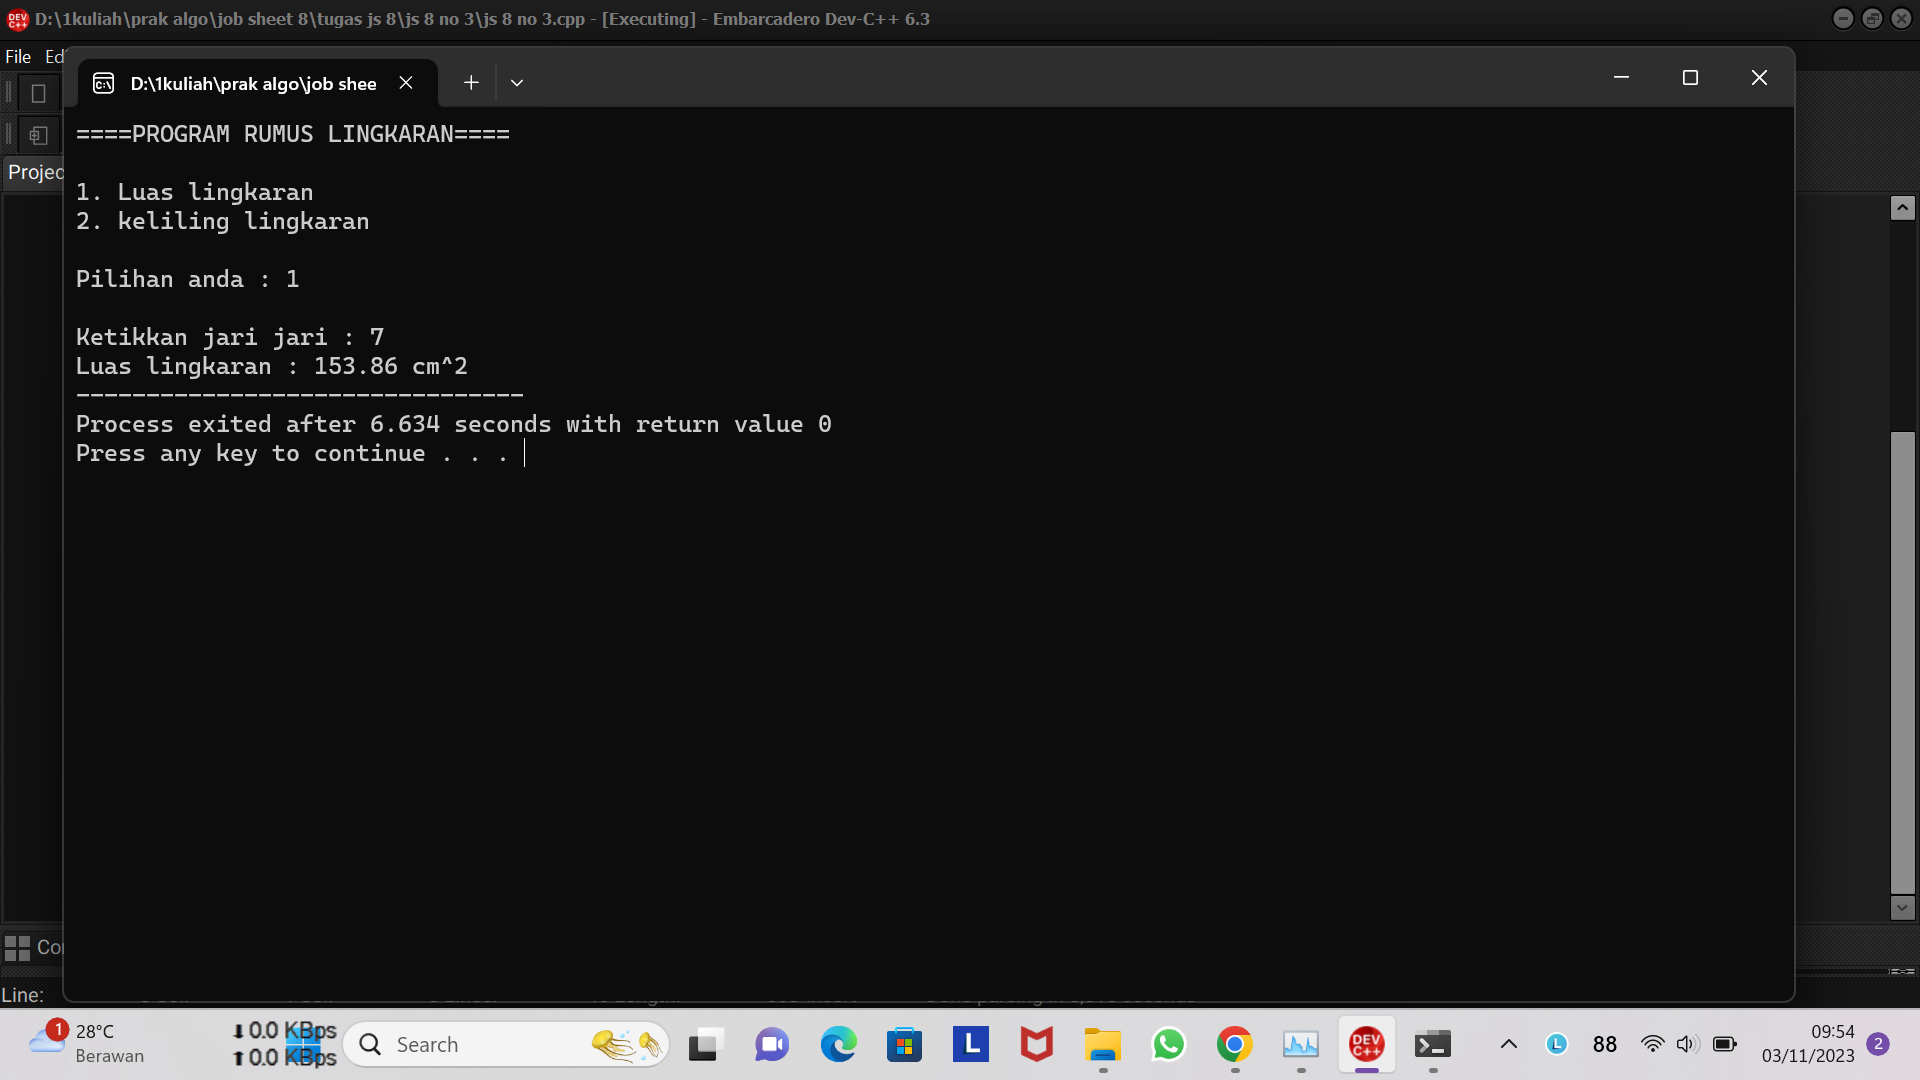 D:\1kuliah\prak algo\job sheet 8\tugas js 8\js 8 no 3\js 8 no 3.cpp - [Executing] - Embarcadero Dev-C++ 6.3
File Ed
D:\1kuliah\prak algo\job shee
====PROGRAM RUMUS LINGKARAN====
Projec
1. Luas lingkaran
2. keliling lingkaran
Pilihan anda : 1
Ketikkan jari jari : 7
Luas lingkaran : 153.86 cm^2
--------------------------------
Process exited after 6.634 seconds with return value 0
Press any key to continue . . .
Co
Line:
1 28°C
Berawan
0.0 KBps
0.0 KBps
Search
L
DEV C++
L
88
09:54
03/11/2023
2